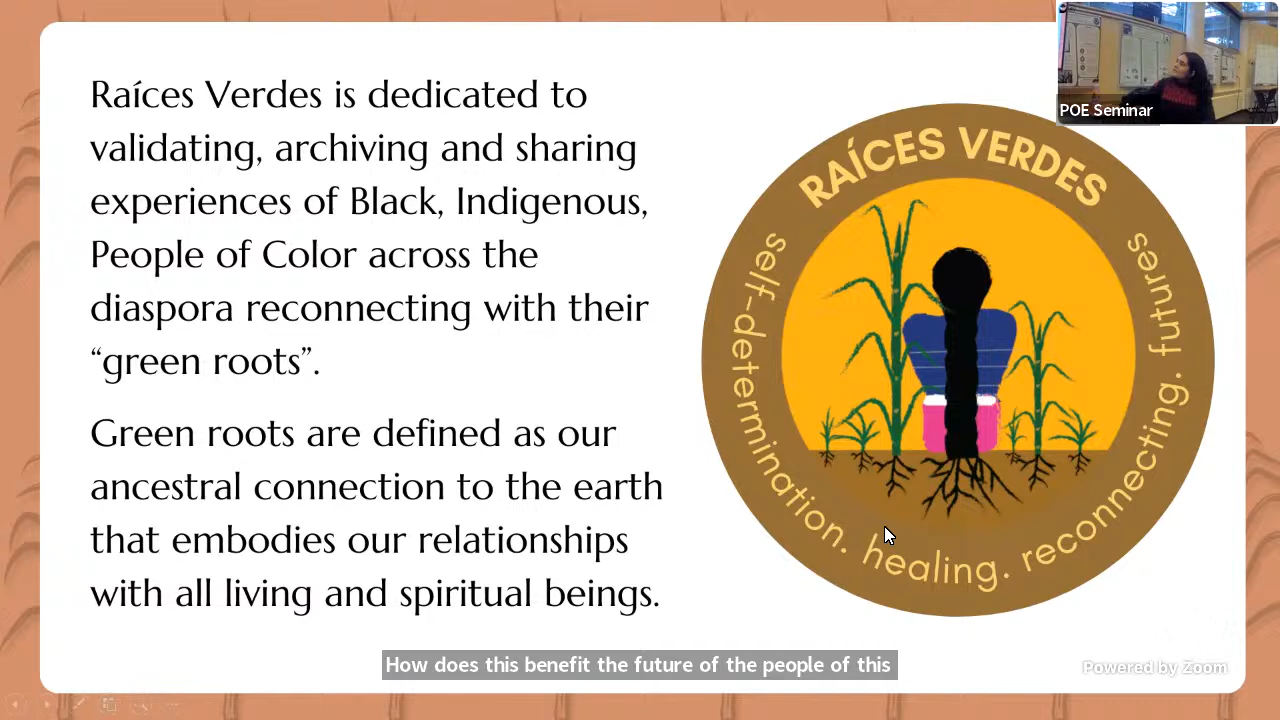 Raíces Verdes is dedicated to
validating, archiving and sharing
experiences of Black, Indigenous,
People of Color across the
diaspora reconnecting with their
“green roots”.
Green roots are defined as our
ancestral connection to the earth
that embodies our relationships
with all living and spiritual beings.
RAÍCES VERDES
self-determination. healing. reconnecting. futures
POE Seminar
How does this benefit the future of the people of this
Powered by Zoom